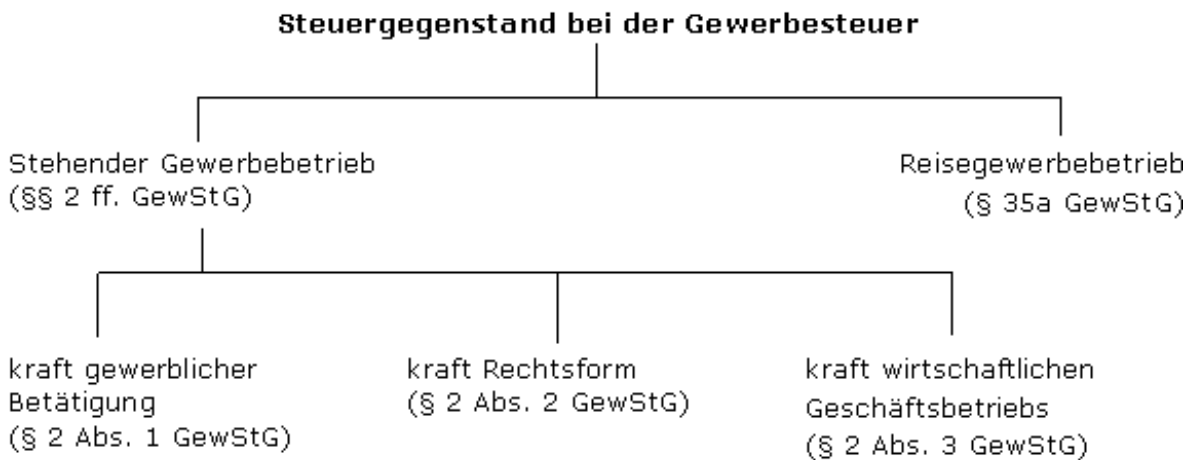 Steuergegenstand bei der Gewerbesteuer
Stehender Gewerbebetrieb
(§§ 2 ff. GewStG)
Reisegewerbebetrieb
(§ 35a GewStG)
kraft gewerblicher
Betätigung
(§ 2 Abs. 1 GewStG)
kraft Rechtsform
(§ 2 Abs. 2 GewStG)
kraft wirtschaftlichen
Geschäftsbetriebs
(§ 2 Abs. 3 GewStG)